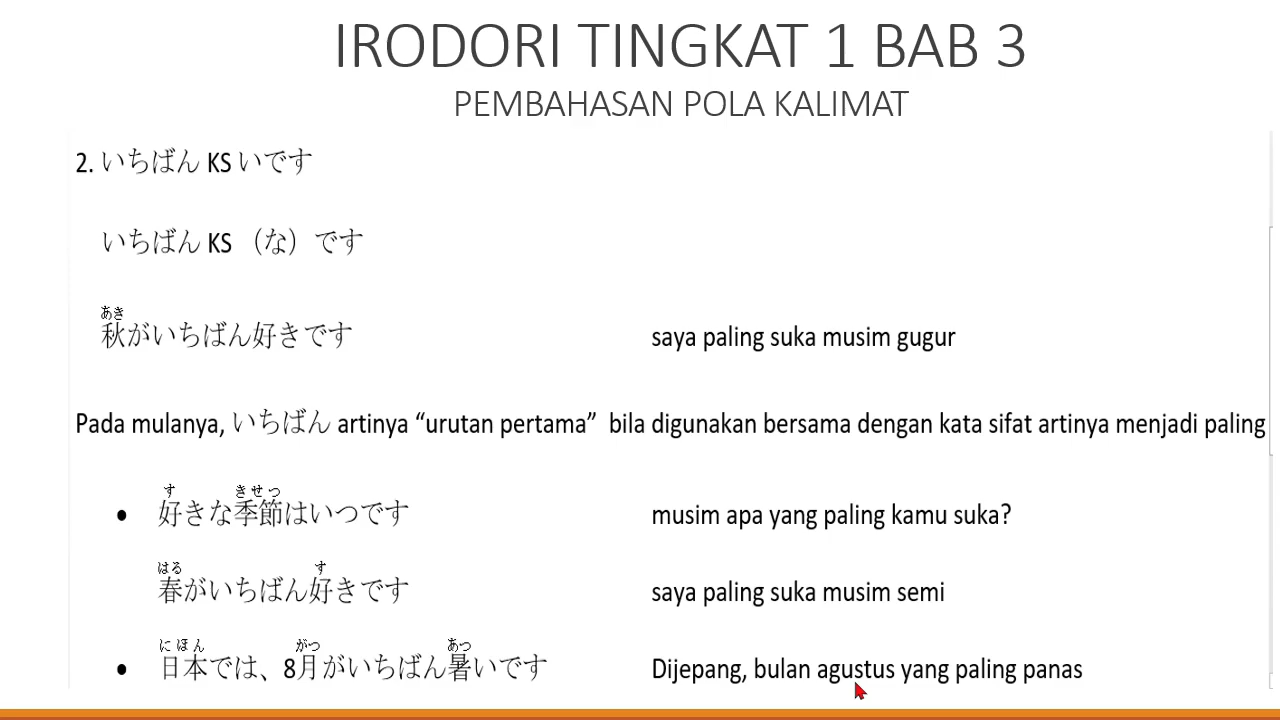 IRODORI TINGKAT 1 BAB 3
PEMBAHASAN POLA KALIMAT
2. いちばん KS いです
いちばん KS （な）です
あき
秋がいちばん好きです saya paling suka musim gugur
Pada mulanya, いちばん artinya “urutan pertama” bila digunakan bersama dengan kata sifat artinya menjadi paling
す きせつ
• 好きな季節はいつです musim apa yang paling kamu suka?
はる す
春がいちばん好きです saya paling suka musim semi
にほん がつ あつ
• 日本では、8月がいちばん暑いです Dijepang, bulan agustus yang paling panas